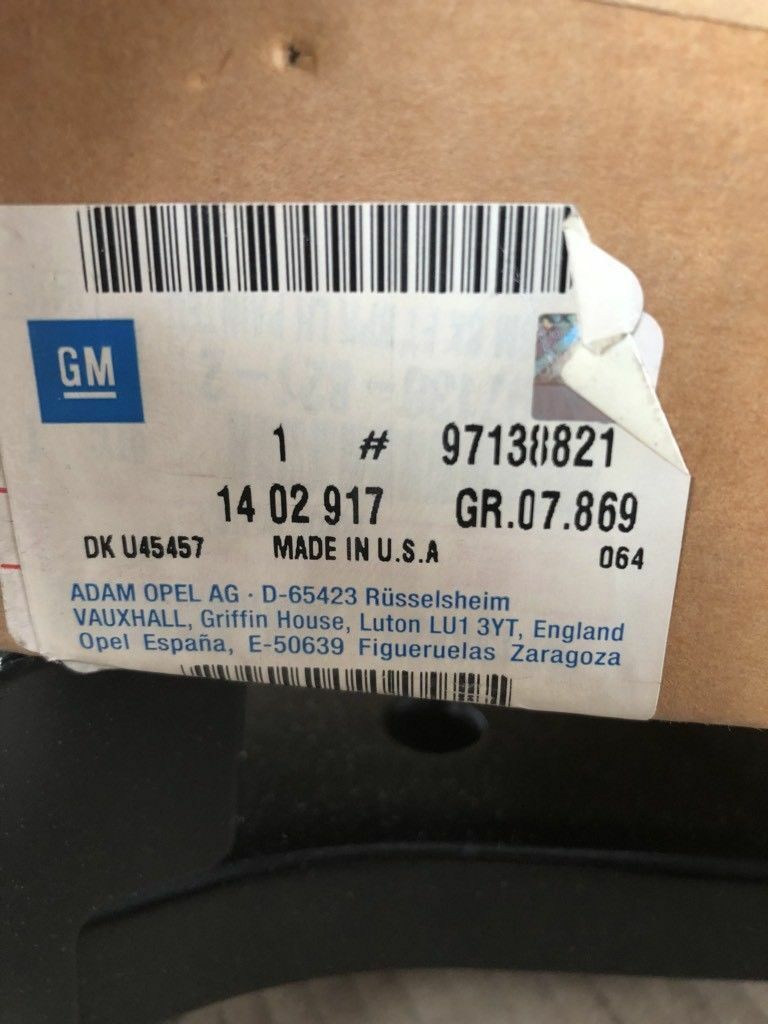 GM
1 # 97138821
14 02 917 GR.07.869
DK U45457 MADE IN U.S.A 064
ADAM OPEL AG · D-65423 Rüsselsheim
VAUXHALL, Griffin House, Luton LU1 3YT, England
Opel España, E-50639 Figueruelas Zaragoza